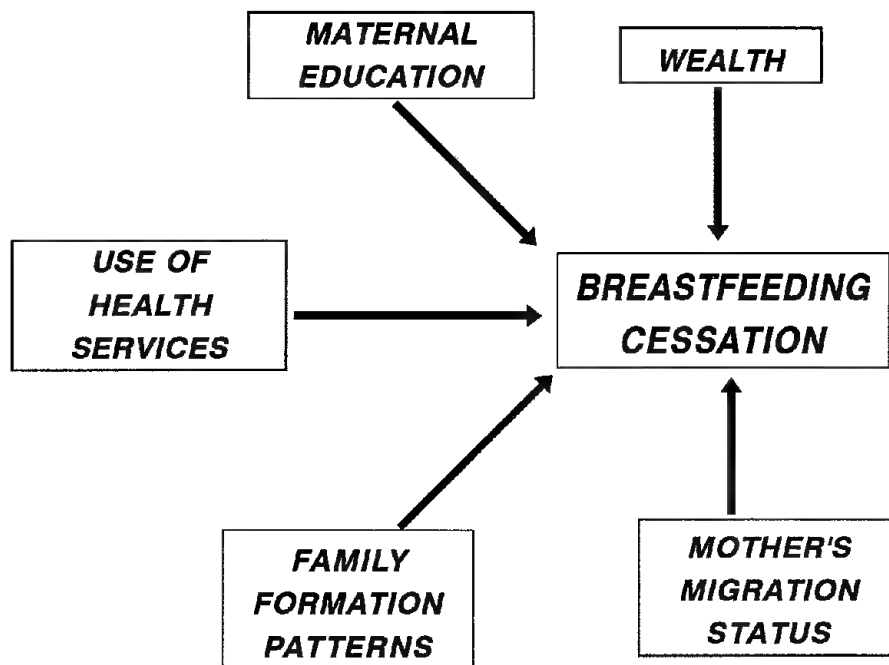 MATERNAL
EDUCATION
WEALTH
USE OF
HEALTH
SERVICES
BREASTFEEDING
CESSATION
FAMILY
FORMATION
PATTERNS
MOTHER'S
MIGRATION
STATUS